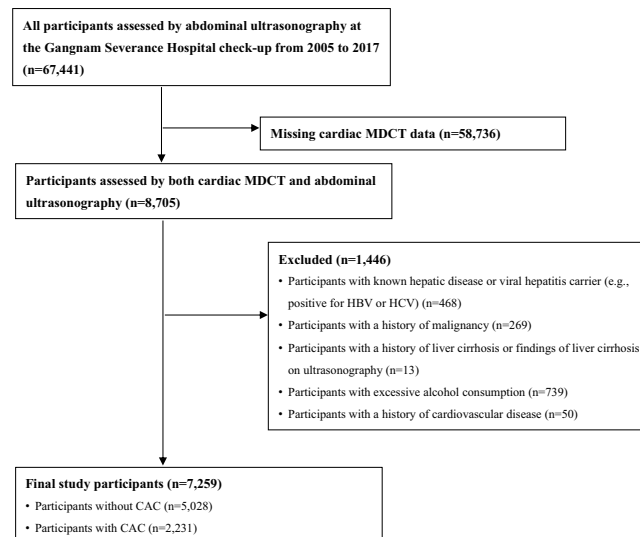 All participants assessed by abdominal ultrasonography at
the Gangnam Severance Hospital check-up from 2005 to 2017
(n=67,441)
Missing cardiac MDCT data (n=58,736)
Participants assessed by both cardiac MDCT and abdominal
ultrasonography (n=8,705)
Excluded (n=1,446)
• Participants with known hepatic disease or viral hepatitis carrier (e.g.,
positive for HBV or HCV) (n=468)
• Participants with a history of malignancy (n=269)
• Participants with a history of liver cirrhosis or findings of liver cirrhosis
on ultrasonography (n=13)
• Participants with excessive alcohol consumption (n=739)
• Participants with a history of cardiovascular disease (n=50)
Final study participants (n=7,259)
• Participants without CAC (n=5,028)
• Participants with CAC (n=2,231)